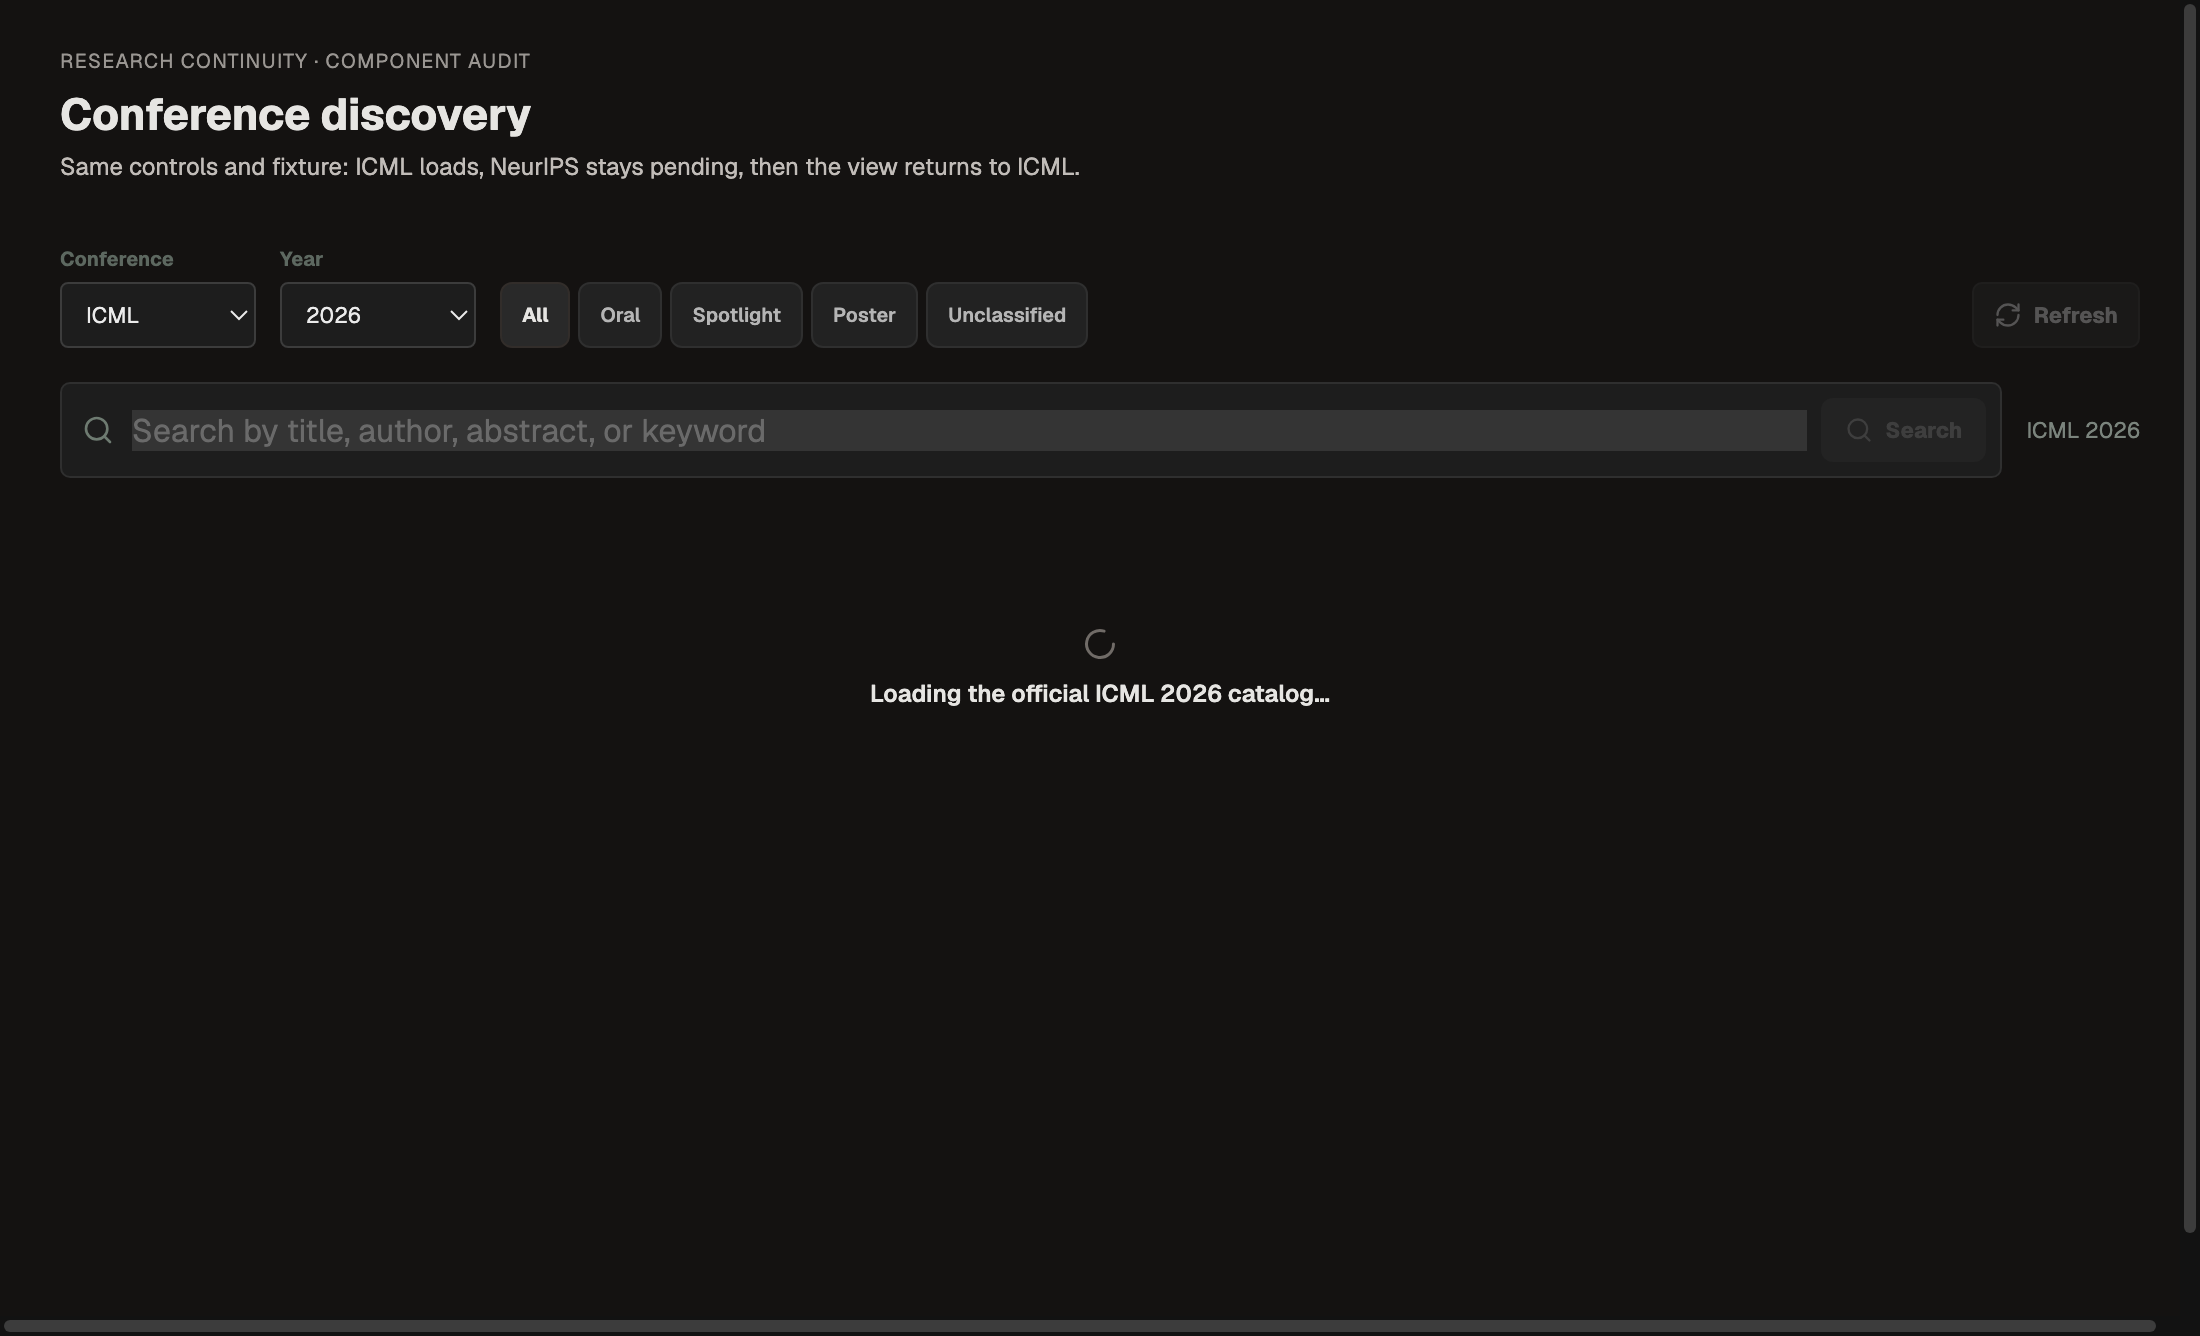 RESEARCH CONTINUITY · COMPONENT AUDIT
Conference discovery
Same controls and fixture: ICML loads, NeurIPS stays pending, then the view returns to ICML.
Conference Year
ICML 2026 All Oral Spotlight Poster Unclassified Refresh
Search by title, author, abstract, or keyword Search ICML 2026
Loading the official ICML 2026 catalog...